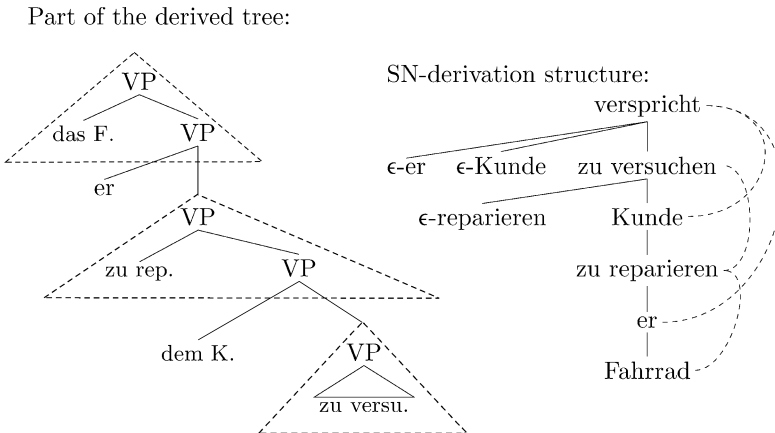 Part of the derived tree:
VP
das F.
VP
er
VP
zu rep.
VP
dem K.
VP
zu versu.
SN-derivation structure:
verspricht
ϵ-er ϵ-Kunde zu versuchen
ϵ-reparieren Kunde
zu reparieren
er
Fahrrad